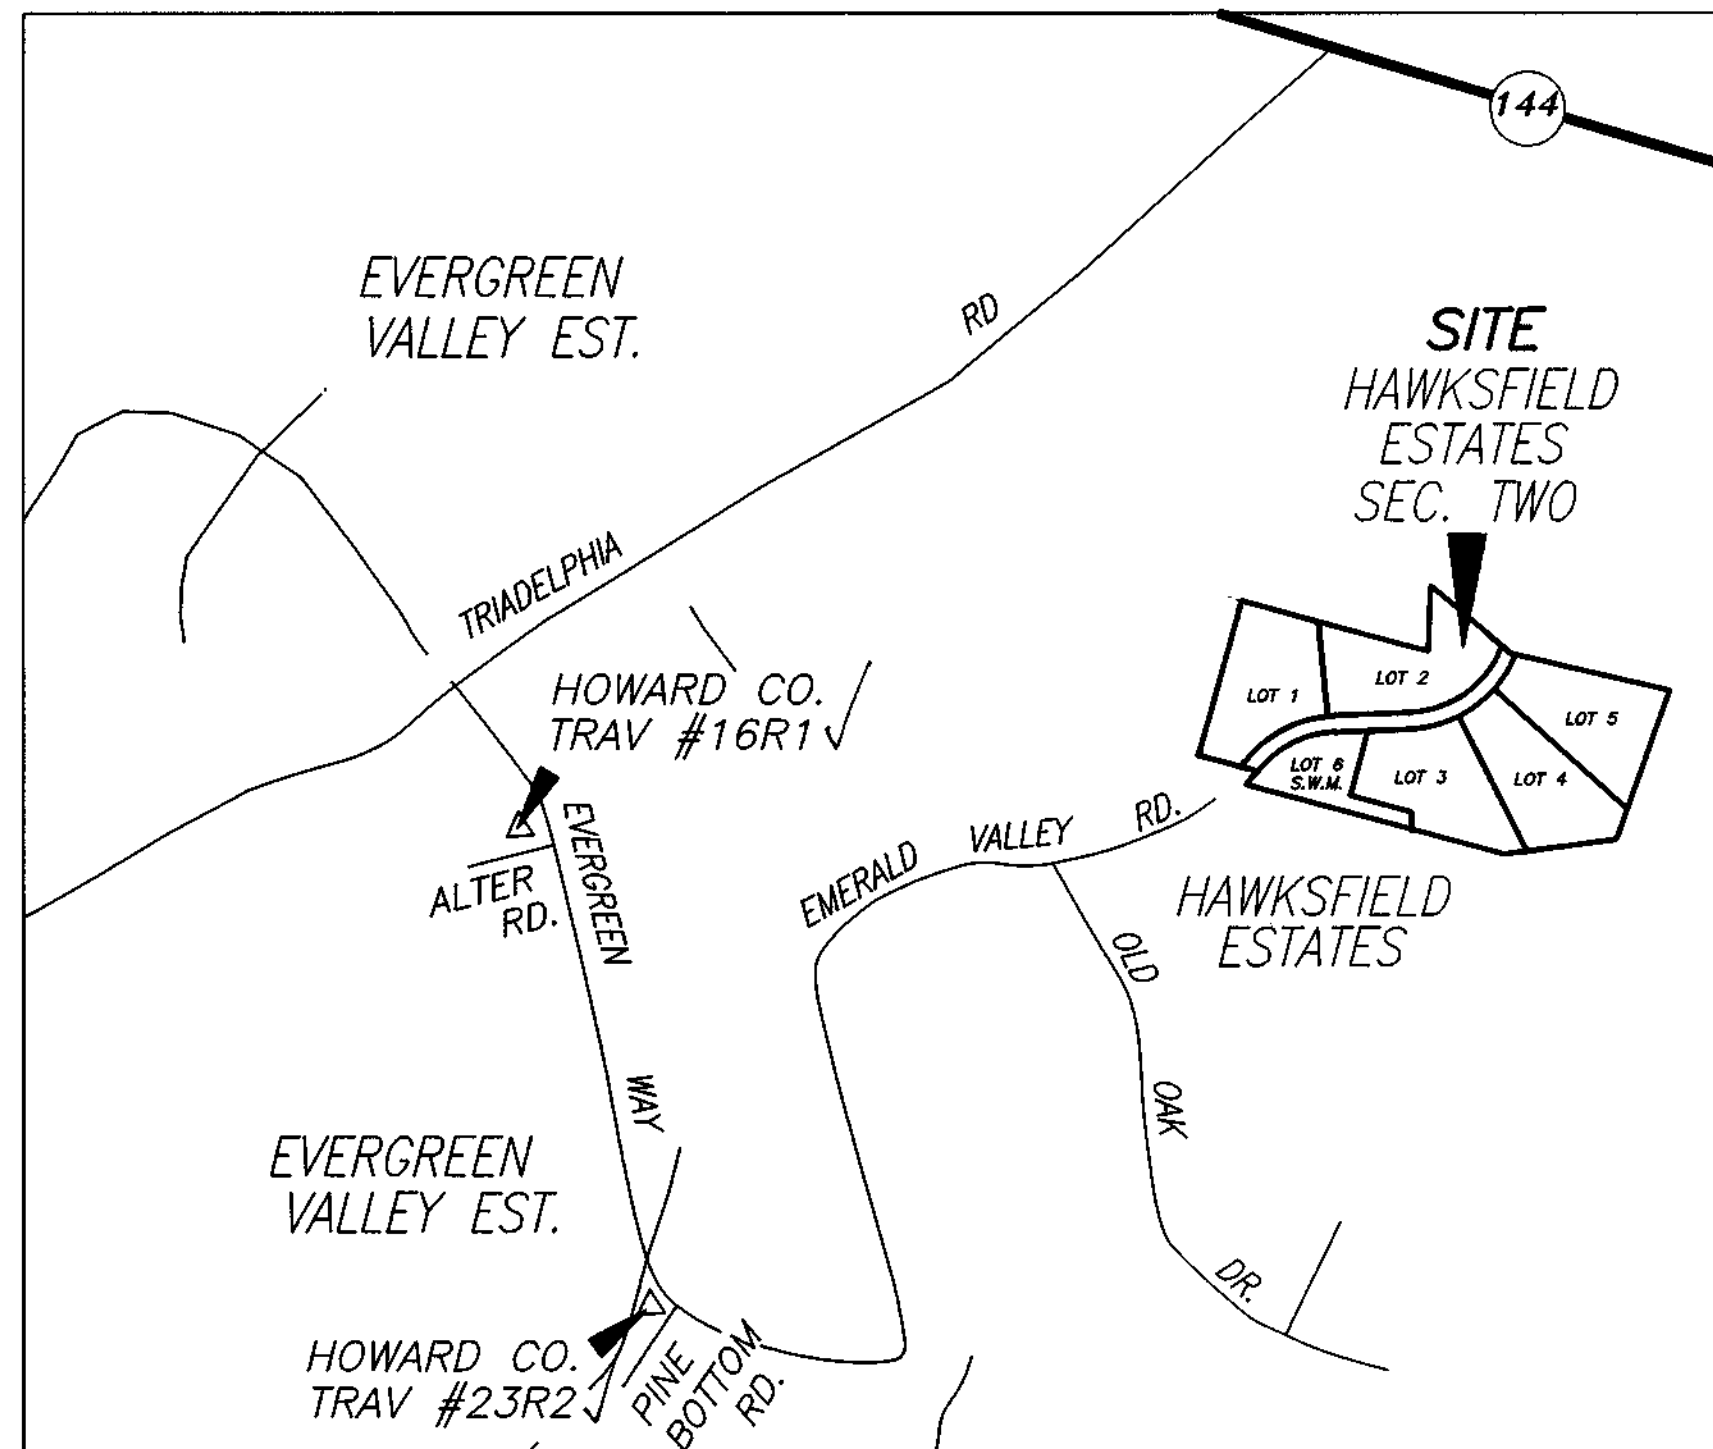 144
EVERGREEN
VALLEY EST.
RD
SITE
HAWKSFIELD
ESTATES
SEC. TWO
TRIADELPHIA
HOWARD CO.
TRAV #16R1
LOT 1
LOT 2
LOT 5
LOT 6
S.W.M.
LOT 3
LOT 4
EVERGREEN
ALTER
RD.
EMERALD VALLEY RD.
HAWKSFIELD
ESTATES
OLD
OAK
DR.
WAY
EVERGREEN
VALLEY EST.
HOWARD CO.
TRAV #23R2
PINE
BOTTOM
RD.